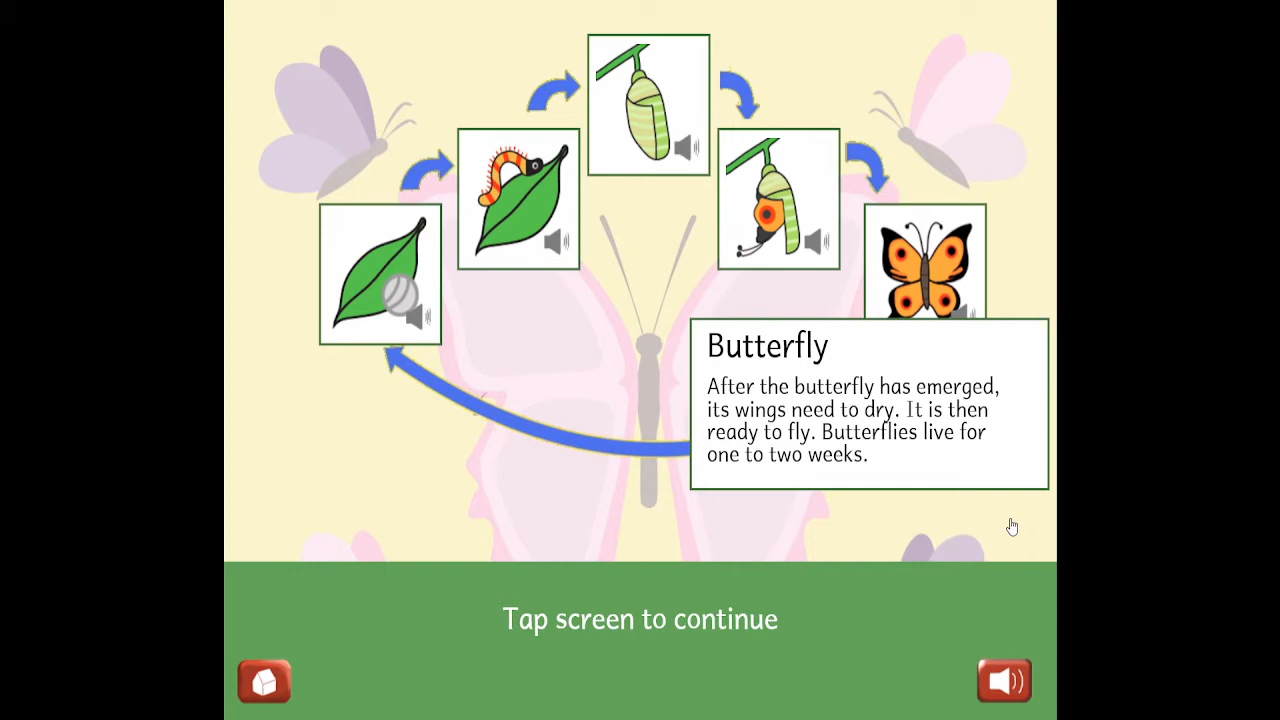 Butterfly
After the butterfly has emerged,
its wings need to dry. It is then
ready to fly. Butterflies live for
one to two weeks.
Tap screen to continue